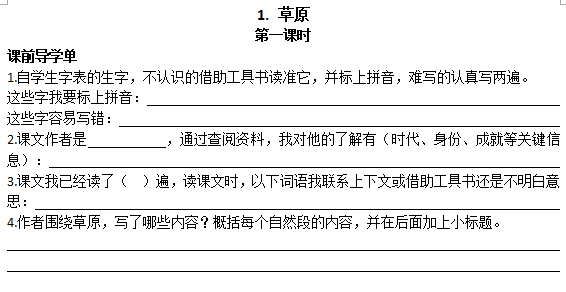 1. 草原
第一课时
课前导学单
1.自学生字表的生字，不认识的借助工具书读准它，并标上拼音，难写的认真写两遍。
这些字我要标上拼音：
这些字容易写错：
2.课文作者是__________，通过查阅资料，我对他的了解有（时代、身份、成就等关键信
息）：
3.课文我已经读了（ ）遍，读课文时，以下词语我联系上下文或借助工具书还是不明白意
思：
4.作者围绕草原，写了哪些内容？概括每个自然段的内容，并在后面加上小标题。